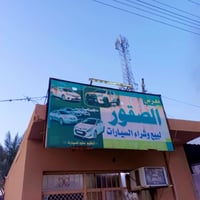 معرض
الصقور
لبيع وشراء السيارات